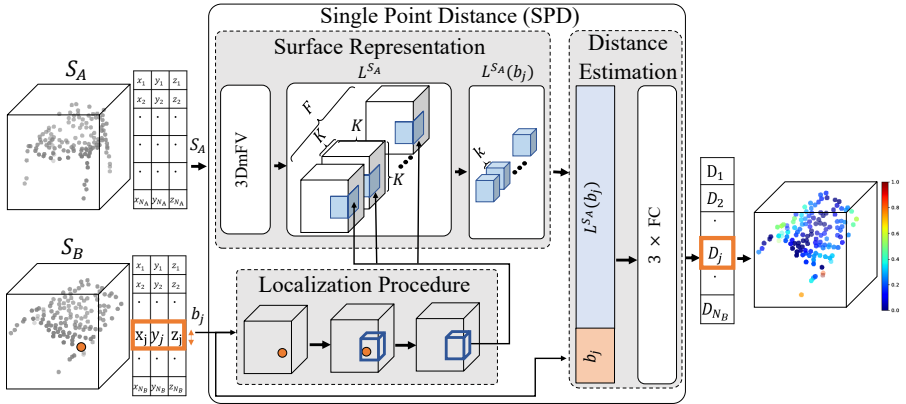 Single Point Distance (SPD)
Surface Representation
Distance
Estimation
S_A
x_1 y_1 z_1
x_2 y_2 z_2
. . .
. . .
. . .
x_{N_A} y_{N_A} z_{N_A}
S_A
3DmFV
L^{S_A}
F
K
K
K
L^{S_A}(b_j)
k
L^{S_A}(b_j)
b_j
3 × FC
S_B
x_1 y_1 z_1
x_2 y_2 z_2
. . .
x_j y_j z_j
. . .
x_{N_B} y_{N_B} z_{N_B}
b_j
Localization Procedure
D_1
D_2
.
D_j
.
D_{N_B}
1.0
0.8
0.6
0.4
0.2
0.0